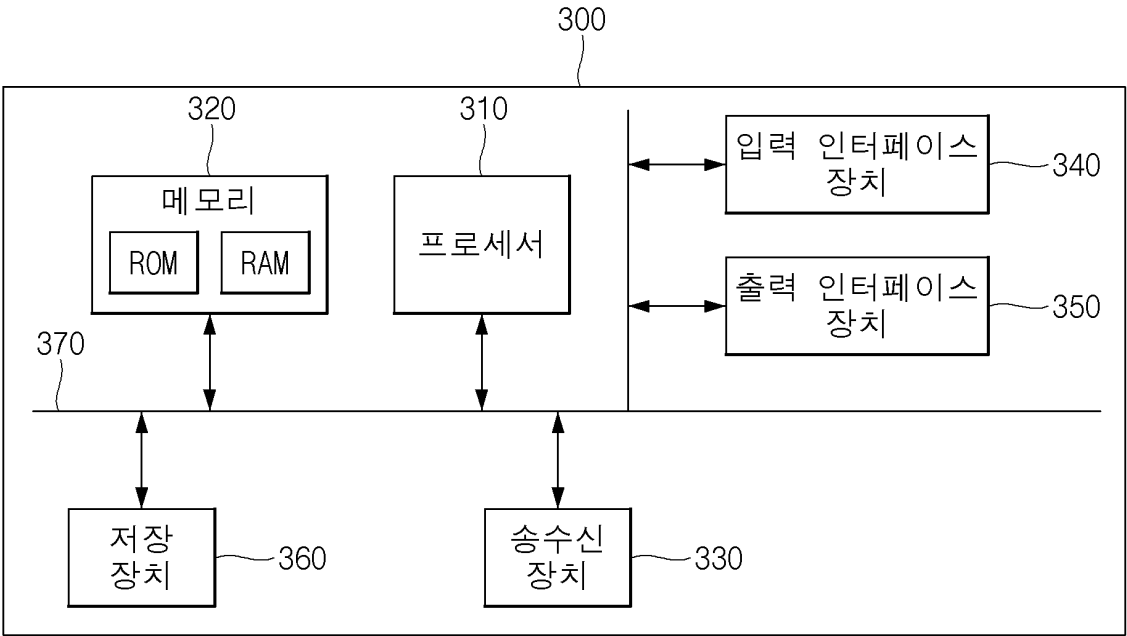 300
320
310
메모리
ROM
RAM
프로세서
입력 인터페이스
장치
340
출력 인터페이스
장치
350
370
저장
장치
360
송수신
장치
330